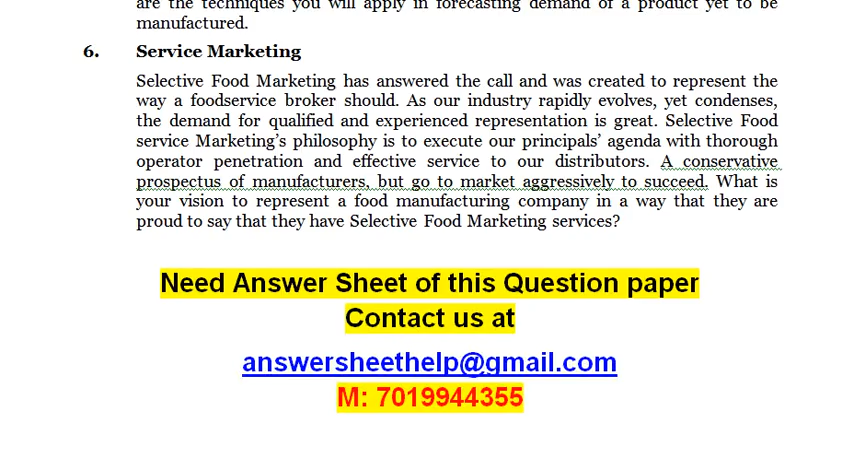 are the techniques you will apply in forecasting demand of a product yet to be
manufactured.
6. Service Marketing
Selective Food Marketing has answered the call and was created to represent the
way a foodservice broker should. As our industry rapidly evolves, yet condenses,
the demand for qualified and experienced representation is great. Selective Food
service Marketing’s philosophy is to execute our principals’ agenda with thorough
operator penetration and effective service to our distributors. A conservative
prospectus of manufacturers, but go to market aggressively to succeed. What is
your vision to represent a food manufacturing company in a way that they are
proud to say that they have Selective Food Marketing services?
Need Answer Sheet of this Question paper
Contact us at
answersheethelp@gmail.com
M: 7019944355